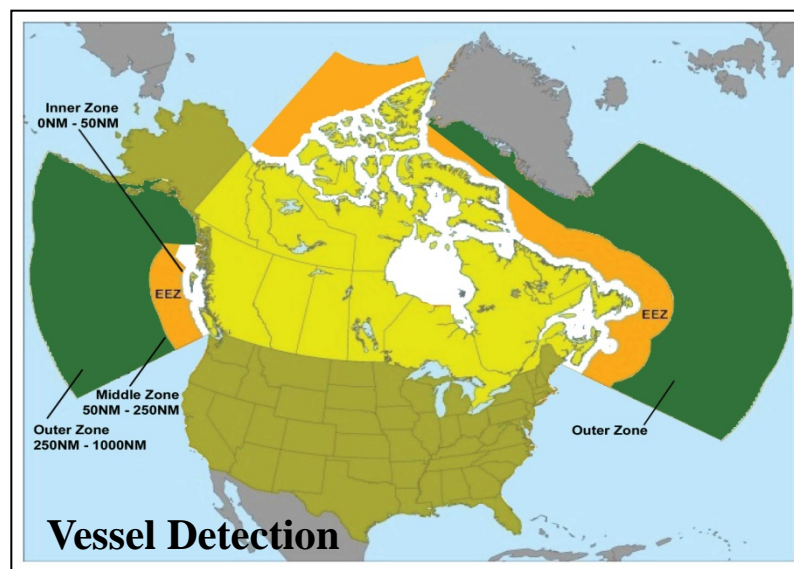 Inner Zone
0NM - 50NM
EEZ
EEZ
Middle Zone
50NM - 250NM
Outer Zone
250NM - 1000NM
Outer Zone
Vessel Detection